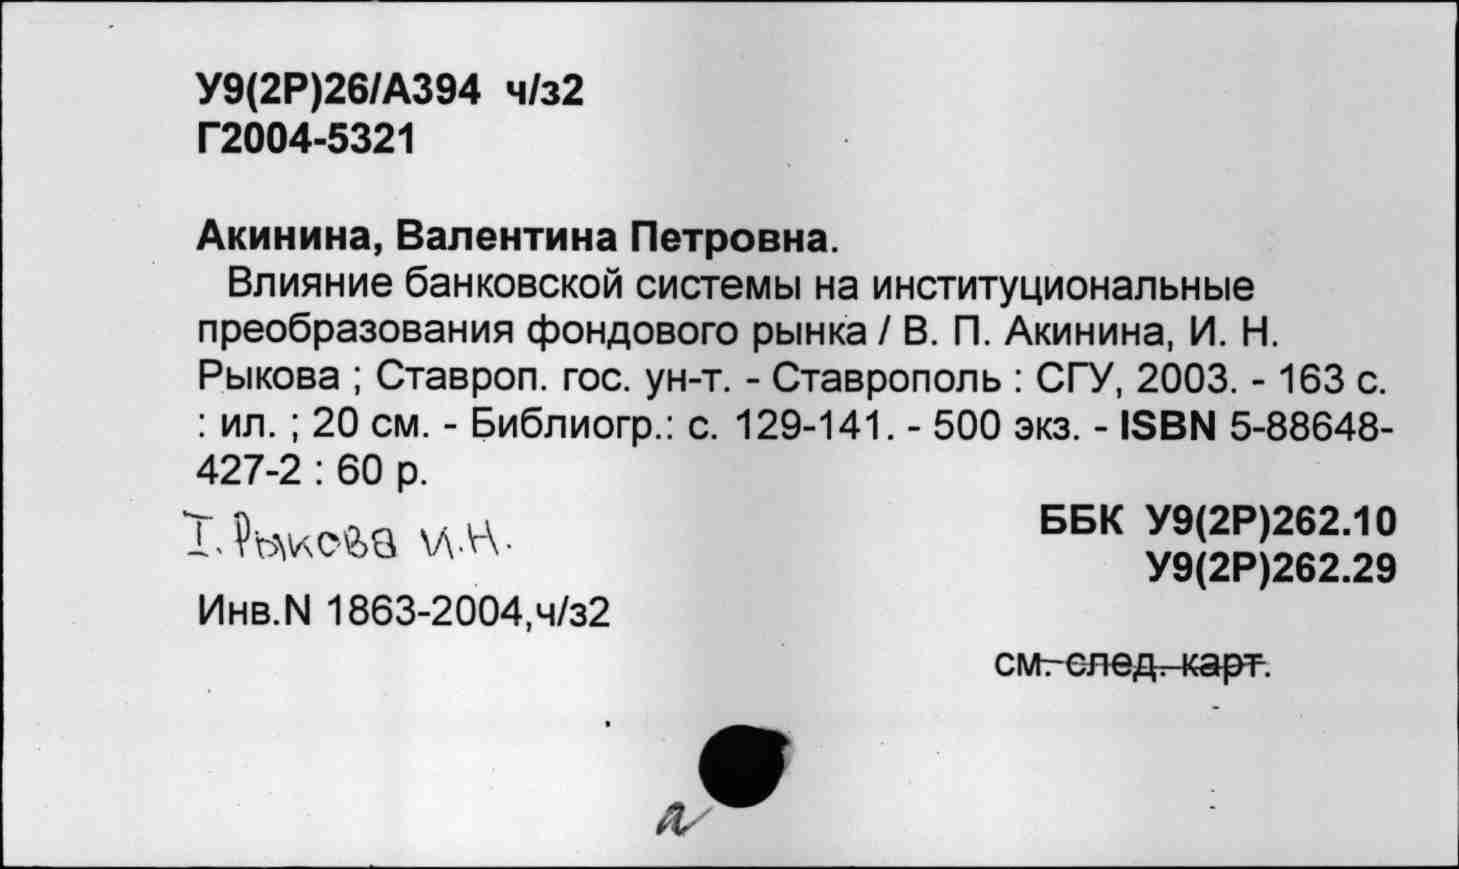 У9(2Р)26/А394 ч/з2
Г2004-5321
Акинина, Валентина Петровна.
Влияние банковской системы на институциональные
преобразования фондового рынка / В. П. Акинина, И. Н.
Рыкова ; Ставроп. гос. ун-т. - Ставрополь : СГУ, 2003. - 163 с.
: ил. ; 20 см. - Библиогр.: с. 129-141. - 500 экз. - ISBN 5-88648-
427-2 : 60 р.
ББК У9(2Р)262.10
I. Рыкова И.Н.
У9(2Р)262.29
Инв.N 1863-2004,ч/з2
см. след. карт.
а